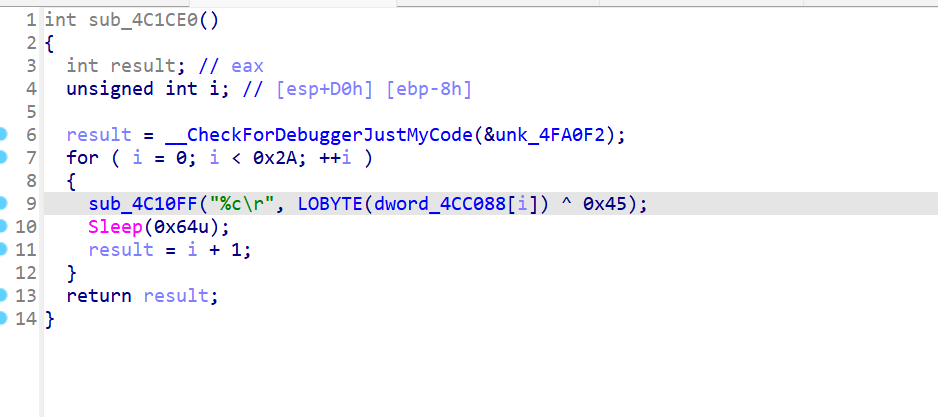 1 int sub_4C1CE0()
2 {
3   int result; // eax
4   unsigned int i; // [esp+D0h] [ebp-8h]
5
6   result = __CheckForDebuggerJustMyCode(&unk_4FA0F2);
7   for ( i = 0; i < 0x2A; ++i )
8   {
9     sub_4C10FF("%c\r", LOBYTE(dword_4CC088[i]) ^ 0x45);
10     Sleep(0x64u);
11     result = i + 1;
12   }
13   return result;
14 }